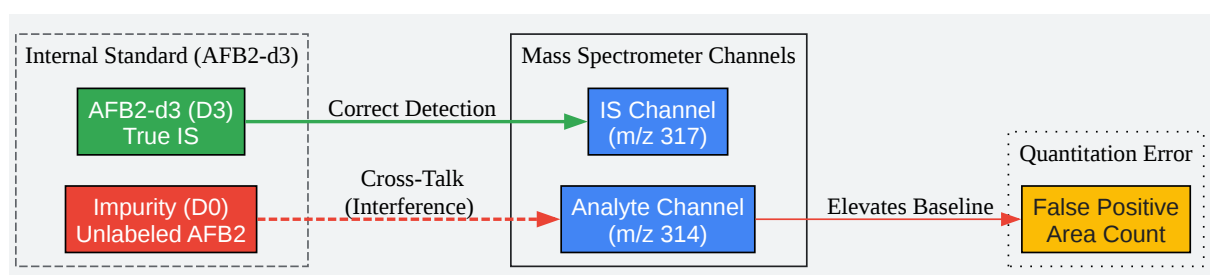 Internal Standard (AFB2-d3)
AFB2-d3 (D3)
True IS
Impurity (D0)
Unlabeled AFB2
Correct Detection
Cross-Talk
(Interference)
Mass Spectrometer Channels
IS Channel
(m/z 317)
Analyte Channel
(m/z 314)
Elevates Baseline
Quantitation Error
False Positive
Area Count